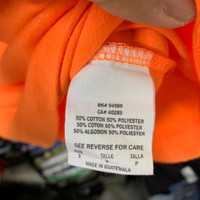 RN# 94885
CA# 40289
50% COTTON 50% POLYESTER
50% COTON 50% POLYESTER
50% ALGODON 50% POLYESTER
SEE REVERSE FOR CARE
SIZE TAILLE TALLA
S P
MADE IN GUATEMALA